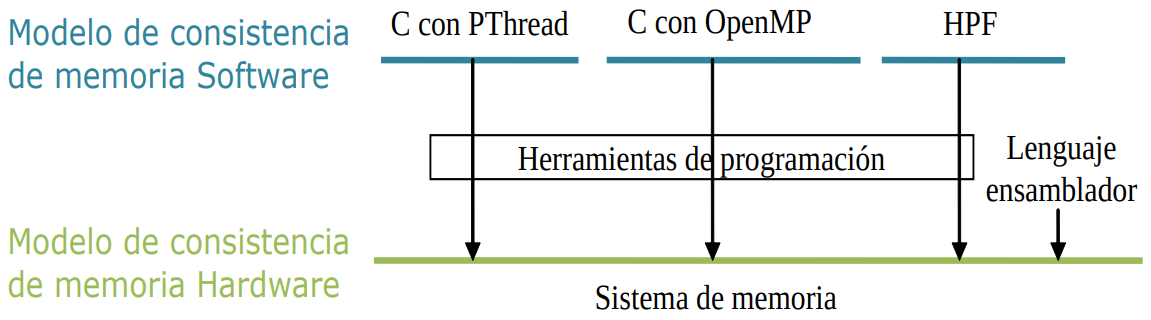 Modelo de consistencia
de memoria Software
C con PThread
C con OpenMP
HPF
Herramientas de programación
Lenguaje
ensamblador
Modelo de consistencia
de memoria Hardware
Sistema de memoria